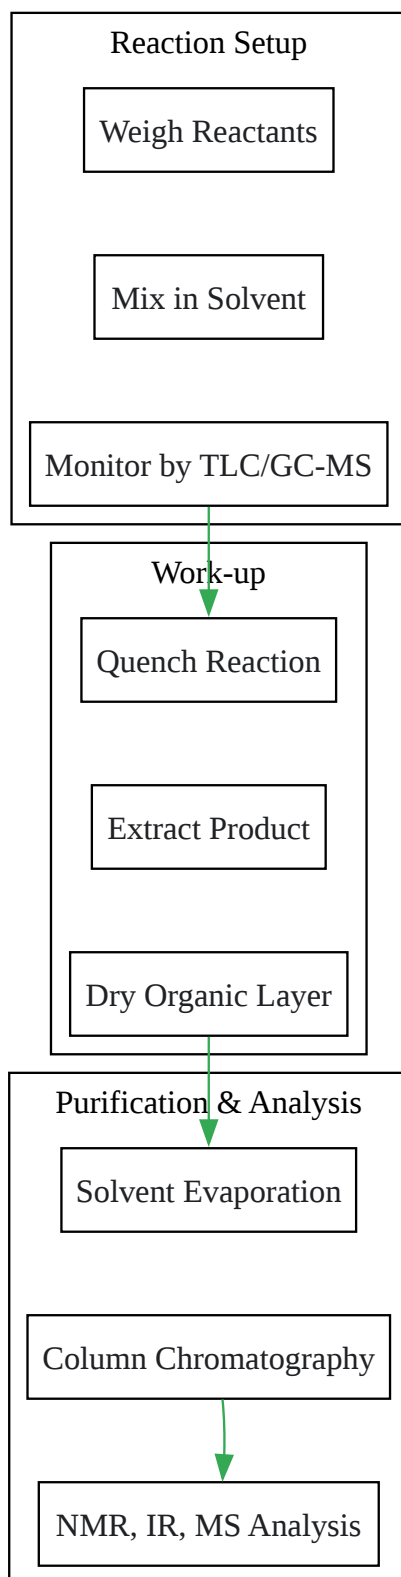 Reaction Setup
Weigh Reactants
Mix in Solvent
Monitor by TLC/GC-MS
Work-up
Quench Reaction
Extract Product
Dry Organic Layer
Purification & Analysis
Solvent Evaporation
Column Chromatography
NMR, IR, MS Analysis